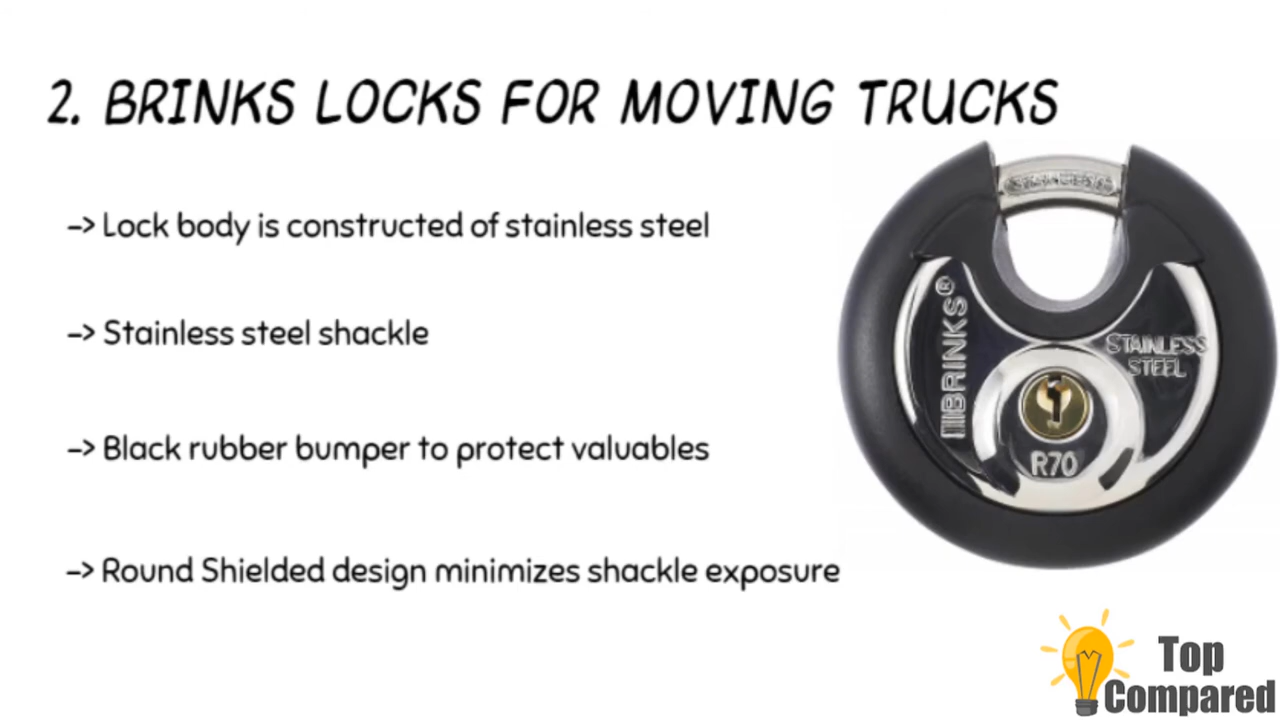 2. BRINKS LOCKS FOR MOVING TRUCKS
-> Lock body is constructed of stainless steel
-> Stainless steel shackle
-> Black rubber bumper to protect valuables
-> Round Shielded design minimizes shackle exposure
STAINLESS
BRINKS®
STAINLESS
STEEL
R70
Top
Compared